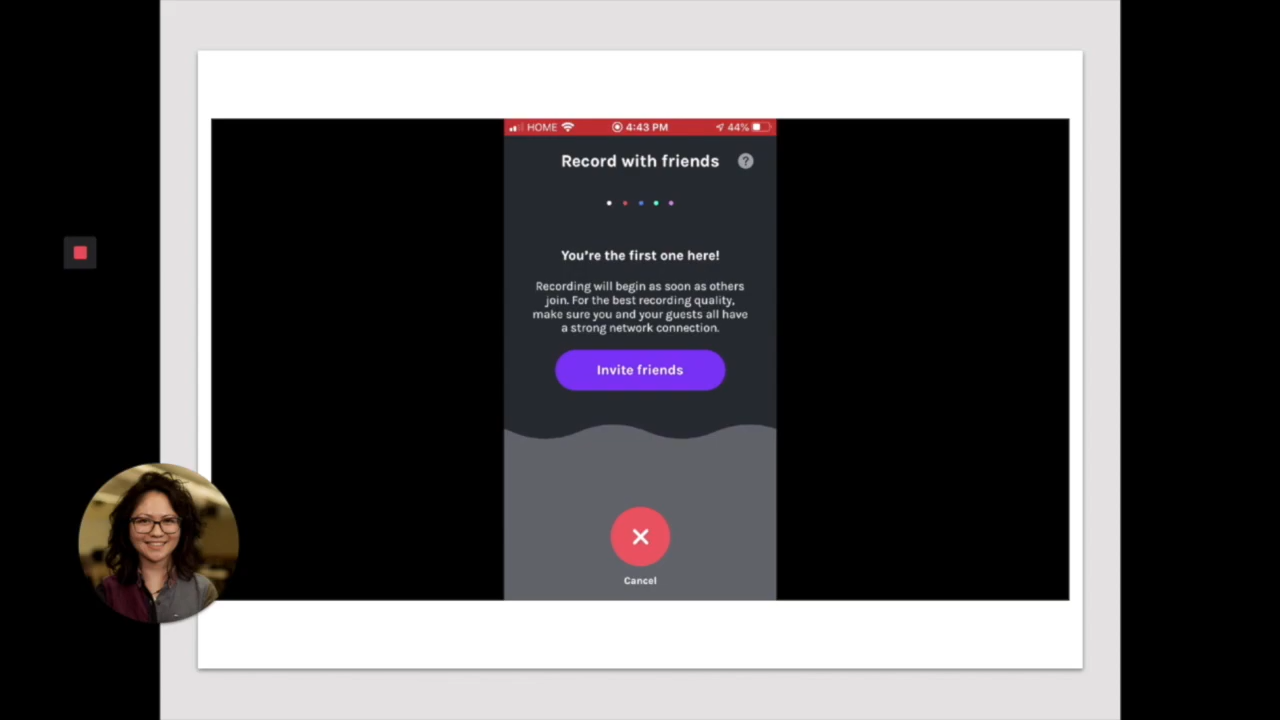 HOME 4:43 PM 44%
Record with friends ?
You're the first one here!
Recording will begin as soon as others
join. For the best recording quality,
make sure you and your guests all have
a strong network connection.
Invite friends
Cancel